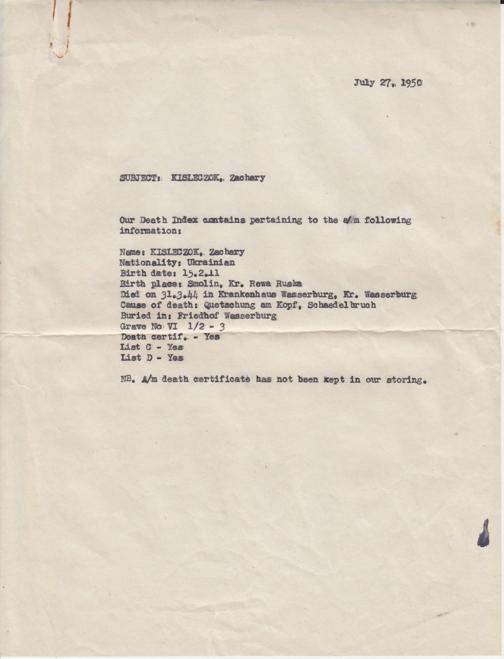 July 27, 1950
SUBJECT: KISLECZOK, Zachary
Our Death Index contains pertaining to the a/m following
information:
Name: KISLECZOK, Zachary
Nationality: Ukrainian
Birth date: 15.2.11
Birth place: Smolin, Kr. Rewa Ruska
Died on 31.3.44 in Krankenhaus Wasserburg, Kr. Wasserburg
Cause of death: Quetschung am Kopf, Schaedelbruch
Buried in: Friedhof Wasserburg
Grave No VI 1/2 - 3
Death certif. - Yes
List C - Yes
List D - Yes
NB. A/m death certificate has not been kept in our storing.